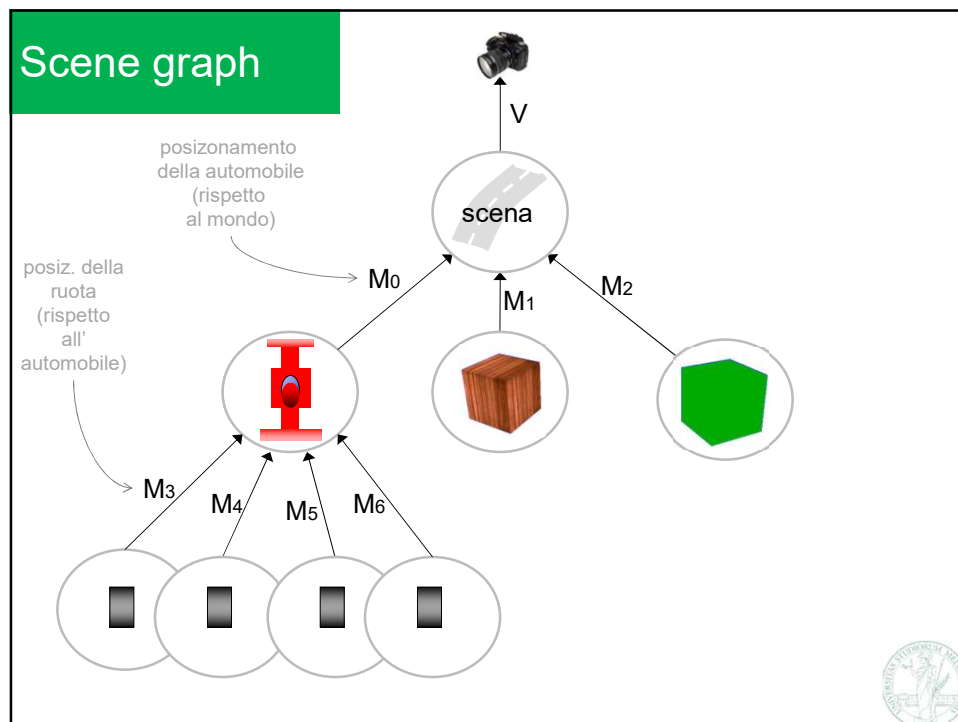 Scene graph
V
posizonamento
della automobile
(rispetto
al mondo)
scena
posiz. della
ruota
(rispetto
all'
automobile)
M0
M1
M2
M3
M4
M5
M6